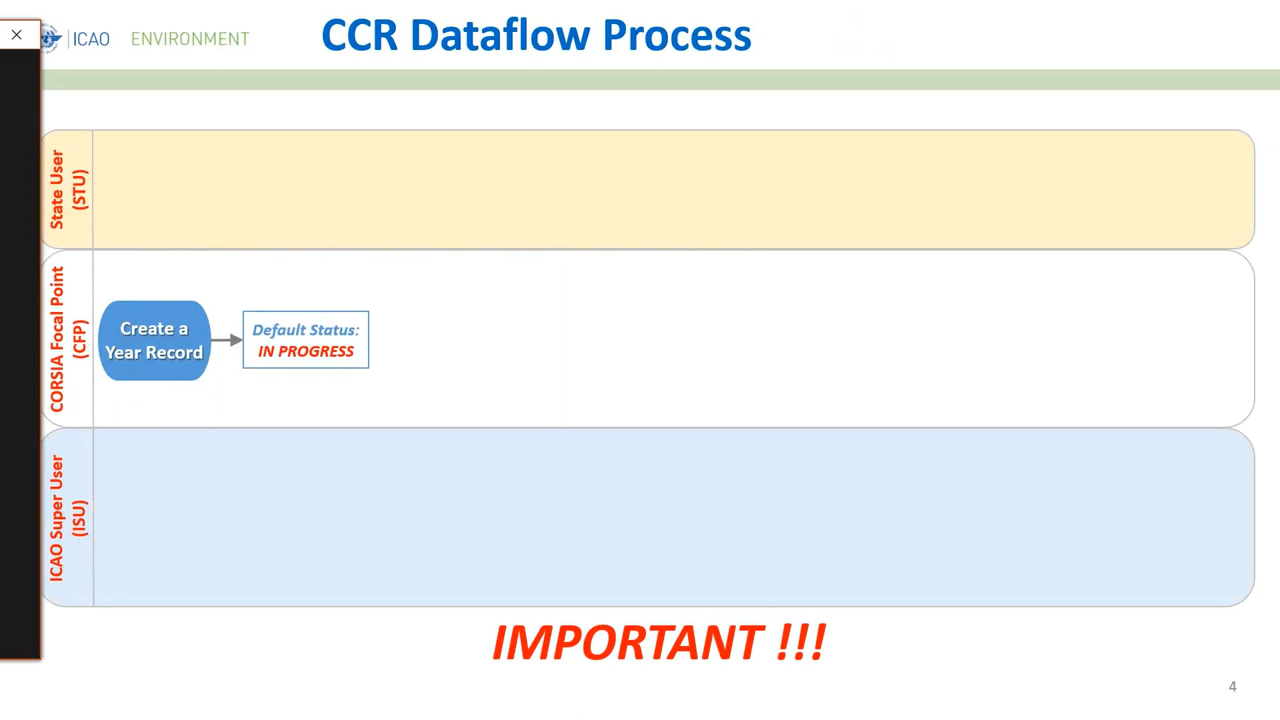 ICAO ENVIRONMENT
CCR Dataflow Process
State User
(STU)
CORSIA Focal Point
(CFP)
Create a
Year Record
Default Status:
IN PROGRESS
ICAO Super User
(ISU)
IMPORTANT !!!
4